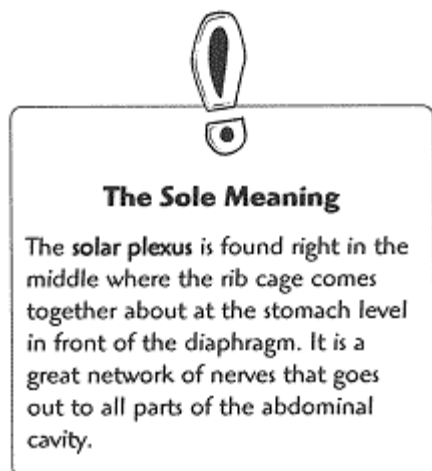 The Sole Meaning
The solar plexus is found right in the
middle where the rib cage comes
together about at the stomach level
in front of the diaphragm. It is a
great network of nerves that goes
out to all parts of the abdominal
cavity.